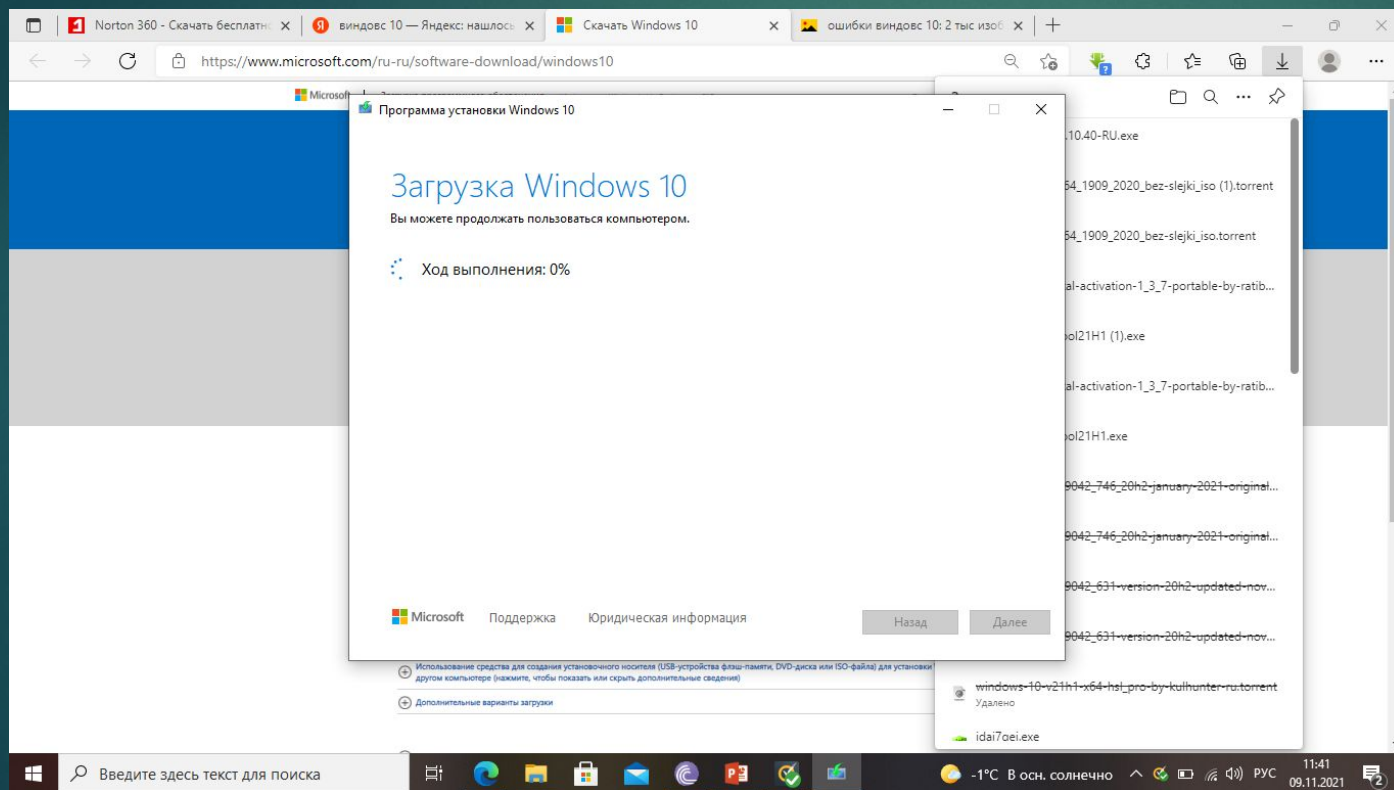 Norton 360 - Скачать бесплатн
виндовс 10 — Яндекс: нашлось
Скачать Windows 10
ошибки виндовс 10: 2 тыс изоб
https://www.microsoft.com/ru-ru/software-download/windows10
Microsoft
Программа установки Windows 10
Загрузка Windows 10
Вы можете продолжать пользоваться компьютером.
Ход выполнения: 0%
Microsoft Поддержка Юридическая информация
Назад
Далее
.10.40-RU.exe
64_1909_2020_bez-slejki_iso (1).torrent
64_1909_2020_bez-slejki_iso.torrent
al-activation-1_3_7-portable-by-ratib...
ool21H1 (1).exe
al-activation-1_3_7-portable-by-ratib...
ool21H1.exe
9042_746_20h2-january-2021-original...
9042_746_20h2-january-2021-original...
9042_631-version-20h2-updated-nov...
9042_631-version-20h2-updated-nov...
windows-10-v21h1-x64-hsl_pro-by-kulhunter-ru.torrent
Удалено
idai7qei.exe
Использование средства для создания установочного носителя (USB-устройства флэш-памяти, DVD-диска или ISO-файла) для установки
другом компьютере (нажмите, чтобы показать или скрыть дополнительные сведения)
Дополнительные варианты загрузки
Введите здесь текст для поиска
-1°C В осн. солнечно
РУС
11:41
09.11.2021
2